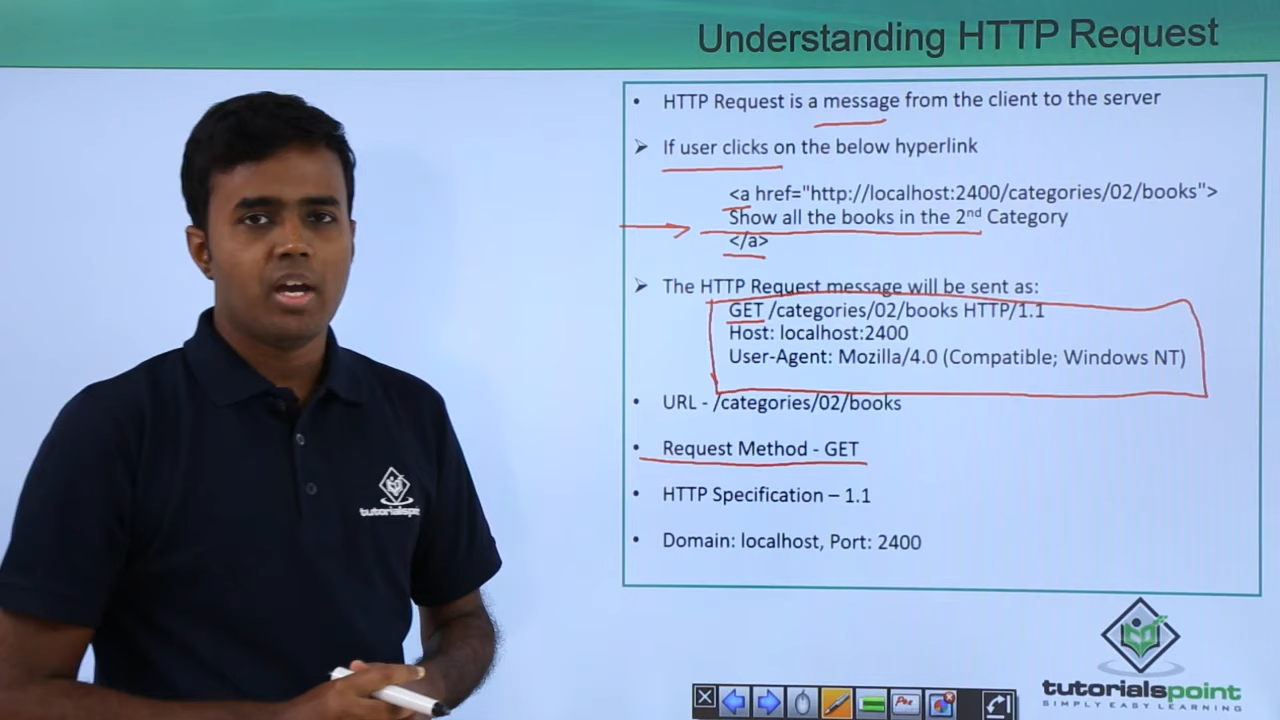 Understanding HTTP Request
• HTTP Request is a message from the client to the server
➢ If user clicks on the below hyperlink
<a href="http://localhost:2400/categories/02/books">
Show all the books in the 2nd Category
</a>
➢ The HTTP Request message will be sent as:
GET /categories/02/books HTTP/1.1
Host: localhost:2400
User-Agent: Mozilla/4.0 (Compatible; Windows NT)
• URL - /categories/02/books
• Request Method - GET
• HTTP Specification – 1.1
• Domain: localhost, Port: 2400
tutorialspoint
tutorialspoint
SIMPLY EASY LEARNING